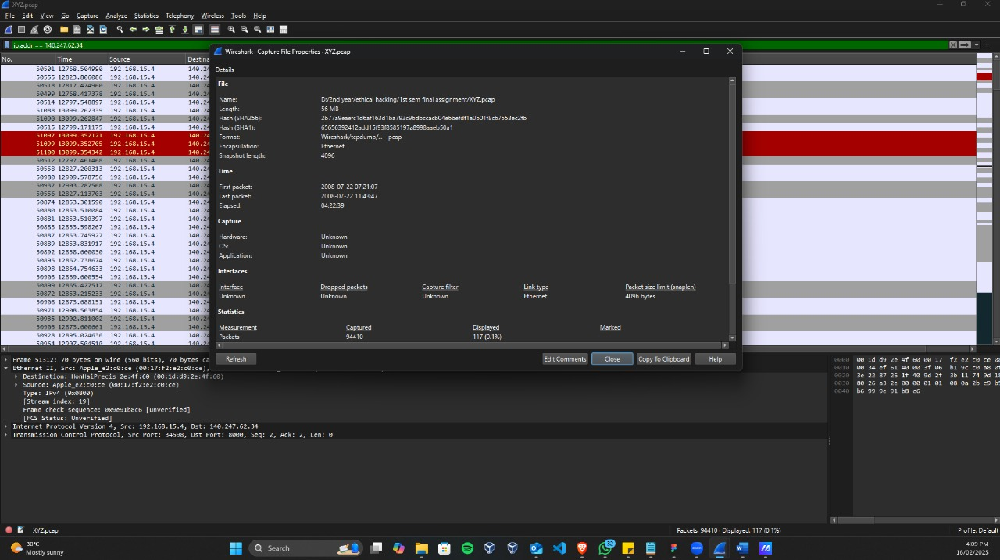 XYZ.pcap
File Edit View Go Capture Analyze Statistics Telephony Wireless Tools Help
ip.addr == 140.247.62.34
No. Time Source Destina
50501 12768.504990 192.168.15.4 140.24
50555 12823.806086 192.168.15.4 140.24
50518 12817.474960 192.168.15.4 140.24
50499 12768.417378 192.168.15.4 140.24
50514 12797.548897 192.168.15.4 140.24
51088 13099.262339 192.168.15.4 140.24
51090 13099.262847 192.168.15.4 140.24
50515 12799.171175 192.168.15.4 140.24
51097 13099.352121 192.168.15.4 140.24
51099 13099.352705 192.168.15.4 140.24
51100 13099.354342 192.168.15.4 140.24
50512 12797.461468 192.168.15.4 140.24
50558 12827.200313 192.168.15.4 140.24
50980 12909.578756 192.168.15.4 140.24
50937 12903.287568 192.168.15.4 140.24
50556 12827.113703 192.168.15.4 140.24
50874 12853.301590 192.168.15.4 140.24
50880 12853.510084 192.168.15.4 140.24
50881 12853.510397 192.168.15.4 140.24
50883 12853.598267 192.168.15.4 140.24
50887 12853.745927 192.168.15.4 140.24
50889 12853.831917 192.168.15.4 140.24
50892 12858.660030 192.168.15.4 140.24
50895 12862.738674 192.168.15.4 140.24
50898 12864.754633 192.168.15.4 140.24
50903 12869.600554 192.168.15.4 140.24
50899 12865.427517 192.168.15.4 140.24
50872 12853.215233 192.168.15.4 140.24
50908 12873.688151 192.168.15.4 140.24
50971 12908.563854 192.168.15.4 140.24
50935 12902.811002 192.168.15.4 140.24
50905 12873.600661 192.168.15.4 140.24
50928 12895.024636 192.168.15.4 140.24
50964 12907.504510 192.168.15.4 140.24
Wireshark · Capture File Properties · XYZ.pcap
Details
File
Name: D:/2nd year/ethical hacking/1st sem final assignment/XYZ.pcap
Length: 56 MB
Hash (SHA256): 2b77a9eaefc1d6af163d1ba793c96dbccacb04e6befdf1a0b01f8c67553ec2fb
Hash (SHA1): 65656392412add15f93f8585197a8998aaeb50a1
Format: Wireshark/tcpdump/... - pcap
Encapsulation: Ethernet
Snapshot length: 4096
Time
First packet: 2008-07-22 07:21:07
Last packet: 2008-07-22 11:43:47
Elapsed: 04:22:39
Capture
Hardware: Unknown
OS: Unknown
Application: Unknown
Interfaces
Interface Dropped packets Capture filter Link type Packet size limit (snaplen)
Unknown Unknown Unknown Ethernet 4096 bytes
Statistics
Measurement Captured Displayed Marked
Packets 94410 117 (0.1%) —
Refresh Edit Comments Close Copy To Clipboard Help
Frame 51312: 70 bytes on wire (560 bits), 70 bytes ca
Ethernet II, Src: Apple_e2:c0:ce (00:17:f2:e2:c0:ce),
Destination: HonHaiPrecis_2e:4f:60 (00:1d:d9:2e:4f:60)
Source: Apple_e2:c0:ce (00:17:f2:e2:c0:ce)
Type: IPv4 (0x0800)
[Stream index: 19]
Frame check sequence: 0x9e91b8c6 [unverified]
[FCS Status: Unverified]
Internet Protocol Version 4, Src: 192.168.15.4, Dst: 140.247.62.34
Transmission Control Protocol, Src Port: 34598, Dst Port: 8000, Seq: 2, Ack: 2, Len: 0
0000 00 1d d9 2e 4f 60 00 17 f2 e2 c0 ce 00
0010 00 34 ef 61 40 00 3f 06 b1 9c c0 a8 0f
0020 3e 22 87 26 1f 40 9d 2f 3b 11 74 9d 18
0030 80 26 a3 2e 00 00 01 01 08 0a 2b c9 b5
0040 b6 99 9e 91 b8 c6
XYZ.pcap
Packets: 94410 · Displayed: 117 (0.1%)
Profile: Default
30°C
Mostly sunny
Search
32
4:09 PM
16/02/2025